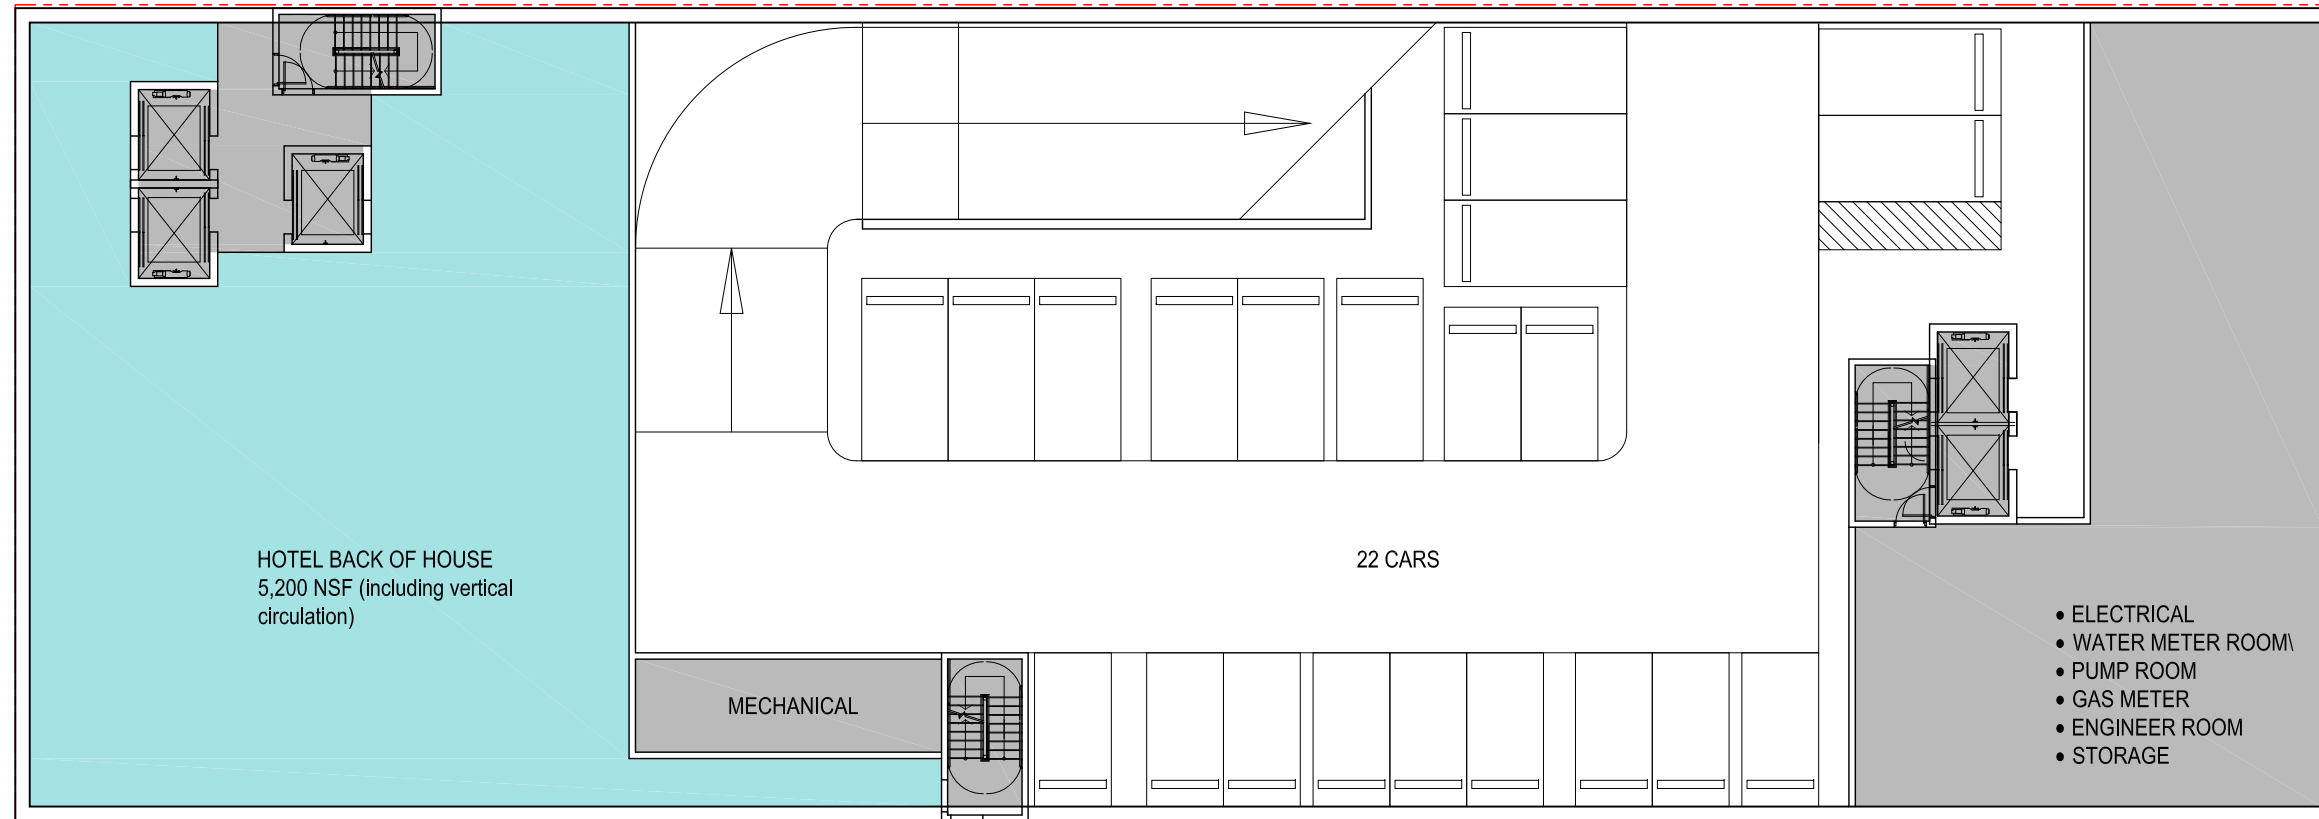 HOTEL BACK OF HOUSE
5,200 NSF (including vertical
circulation)
22 CARS
MECHANICAL
• ELECTRICAL
• WATER METER ROOM\
• PUMP ROOM
• GAS METER
• ENGINEER ROOM
• STORAGE